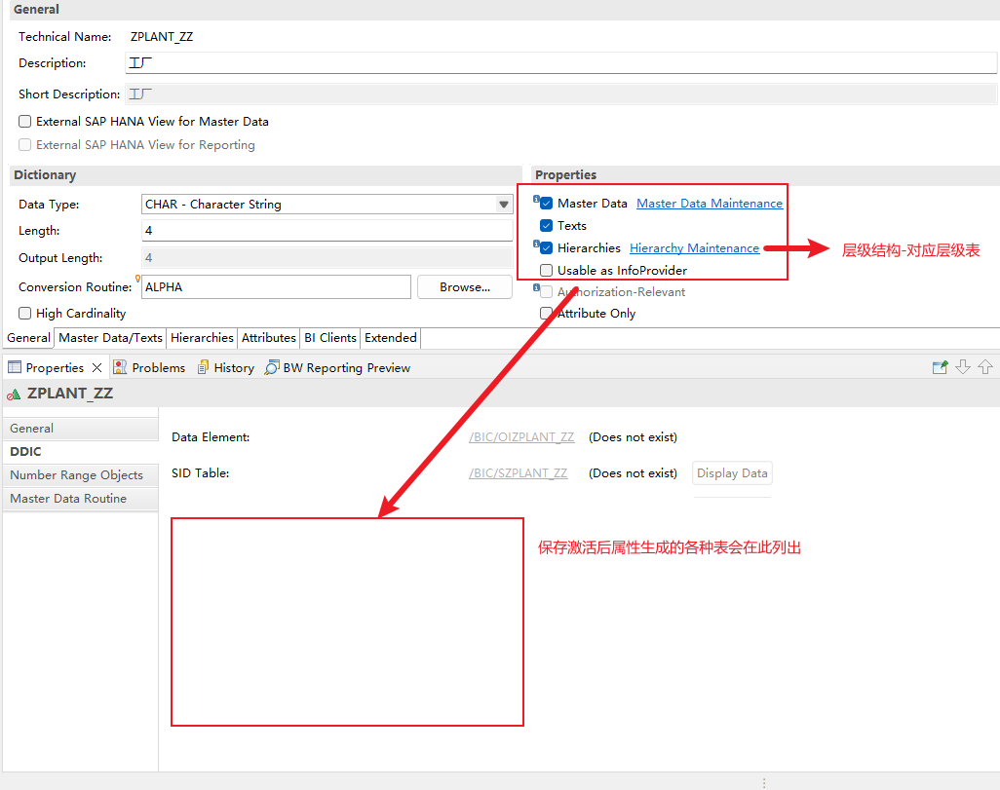 General
Technical Name: ZPLANT_ZZ
Description: 工厂
Short Description: 工厂
External SAP HANA View for Master Data
External SAP HANA View for Reporting
Dictionary
Data Type: CHAR - Character String
Length: 4
Output Length: 4
Conversion Routine: ALPHA Browse...
High Cardinality
Properties
Master Data Master Data Maintenance
Texts
Hierarchies Hierarchy Maintenance
层级结构-对应层级表
Usable as InfoProvider
Authorization-Relevant
Attribute Only
General Master Data/Texts Hierarchies Attributes BI Clients Extended
Properties Problems History BW Reporting Preview
ZPLANT_ZZ
General
DDIC
Number Range Objects
Master Data Routine
Data Element: /BIC/OIZPLANT_ZZ (Does not exist)
SID Table: /BIC/SZPLANT_ZZ (Does not exist) Display Data
保存激活后属性生成的各种表会在此列出